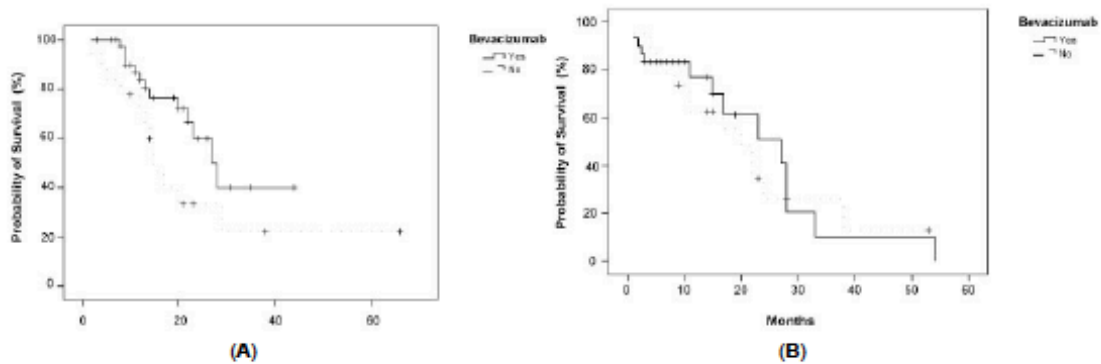 Probability of Survival (%)
100
80
60
40
20
0
0 20 40 60
Bevacizumab
Yes
No
(A)
Probability of Survival (%)
100
80
60
40
20
0
0 10 20 30 40 50 60
Months
Bevacizumab
Yes
No
(B)